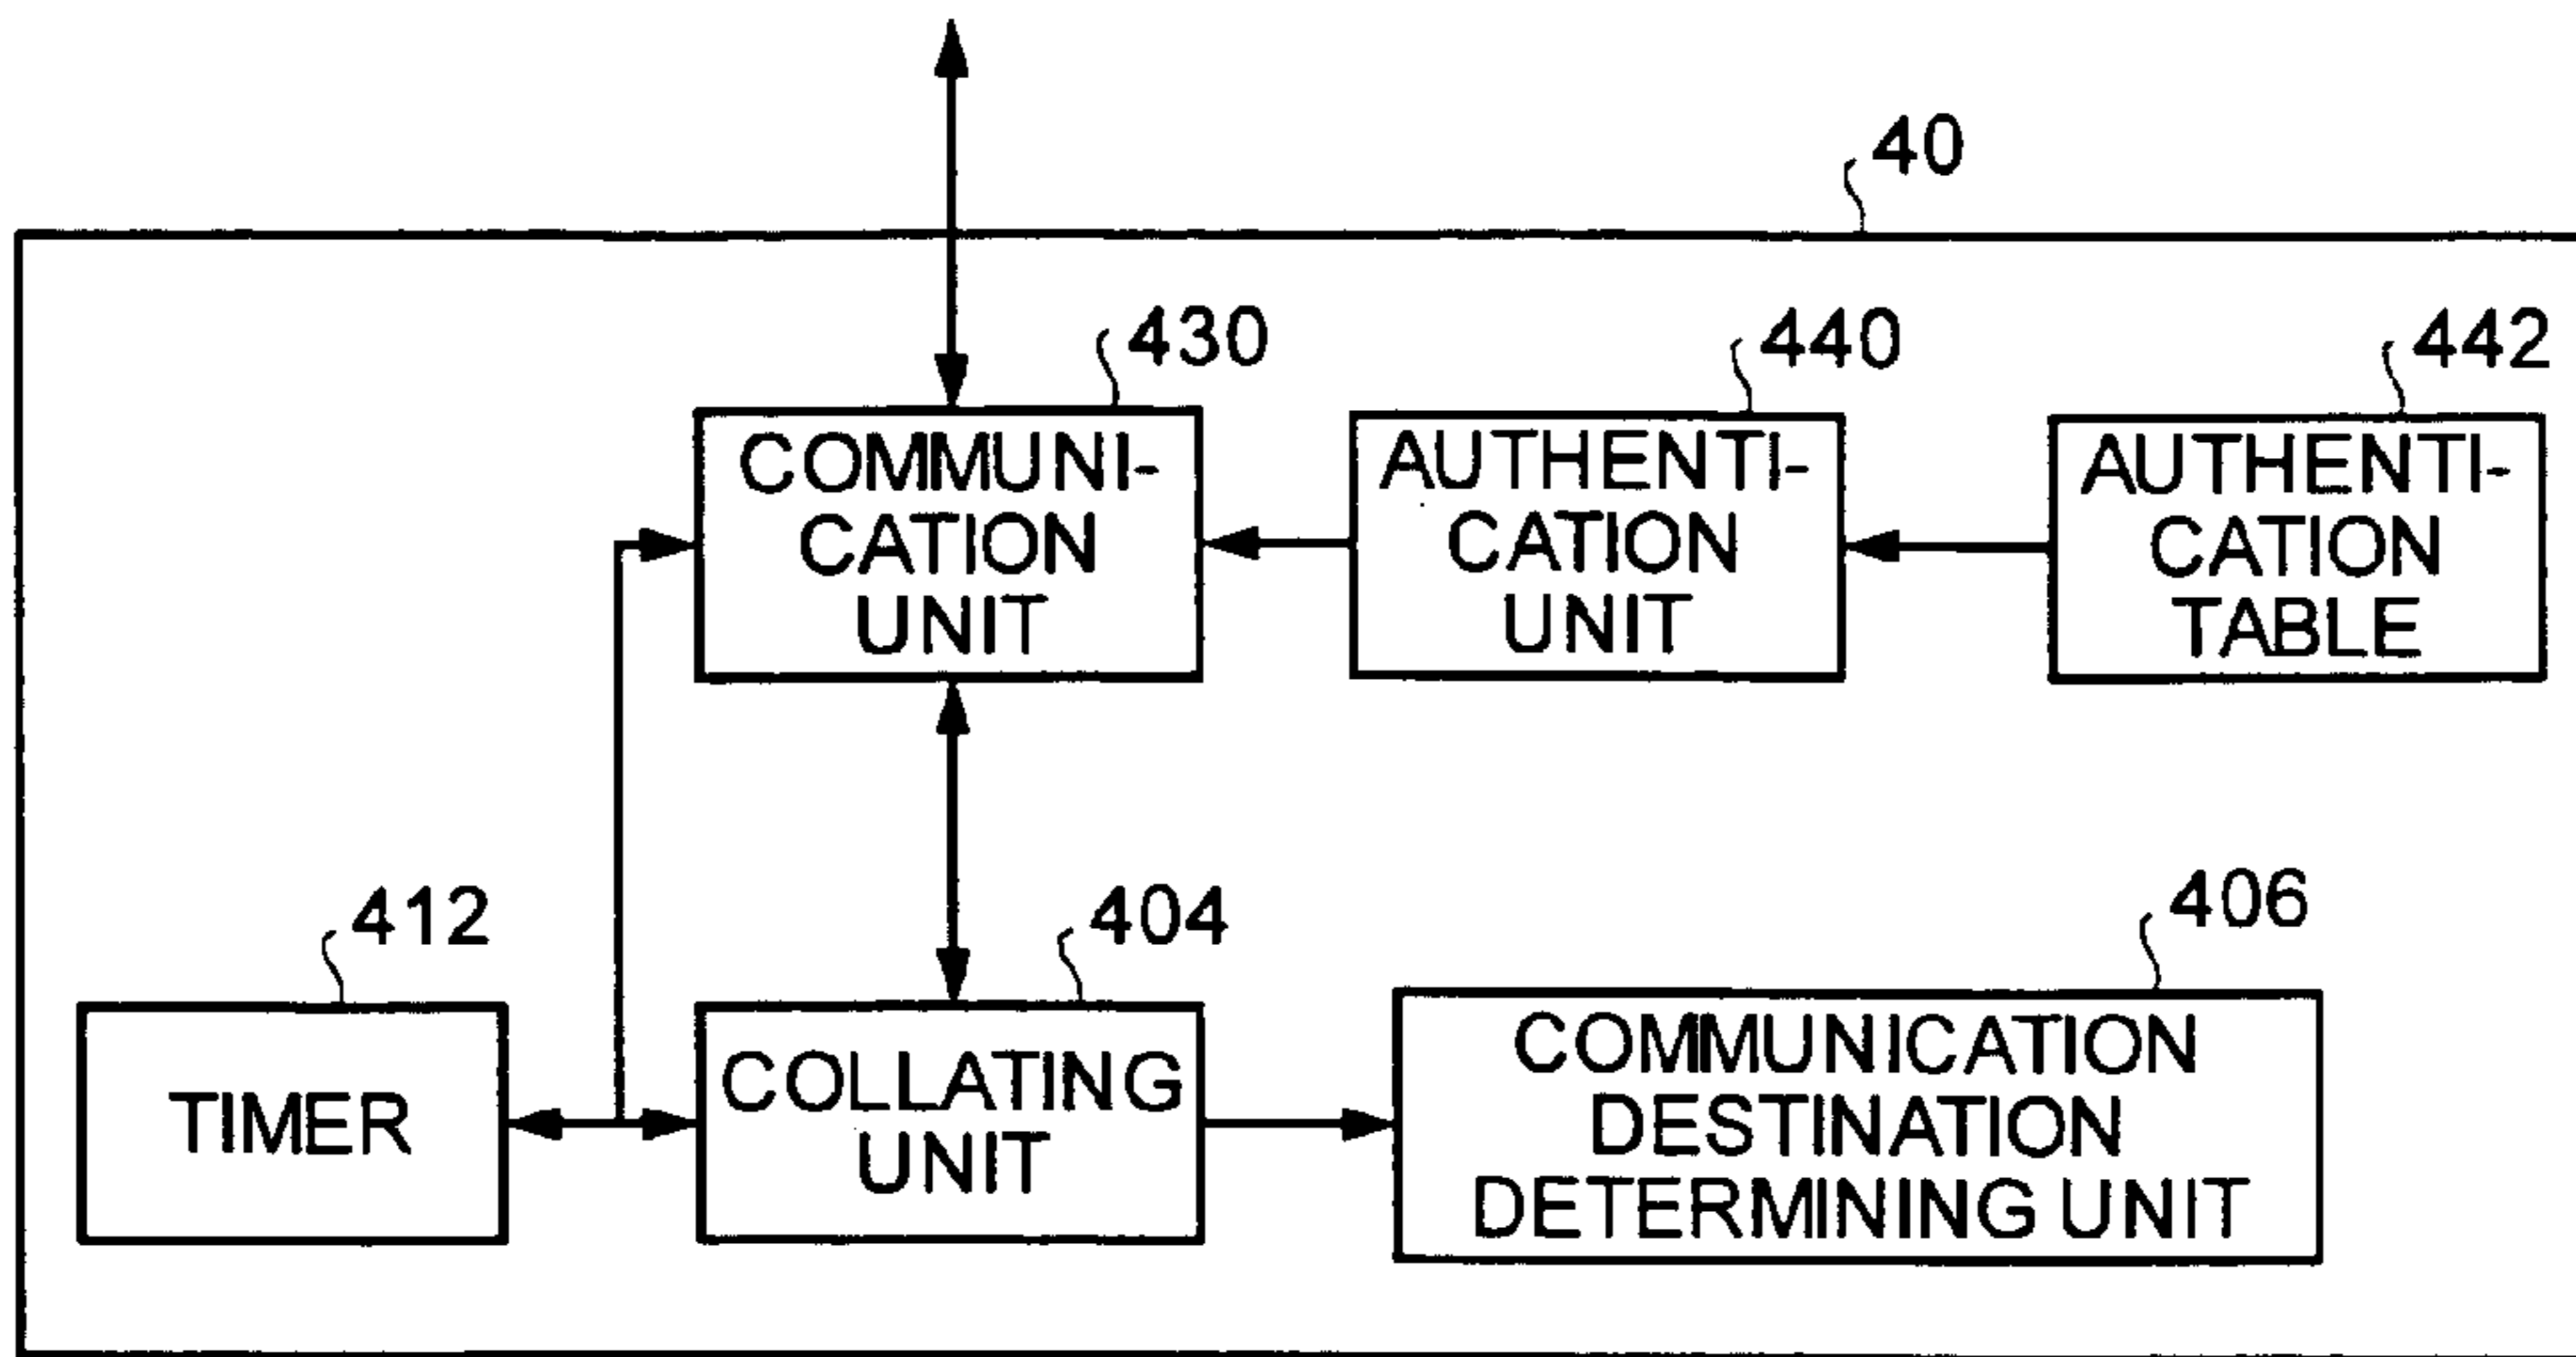 40
430
440
442
COMMUNI-
CATION
UNIT
AUTHENTI-
CATION
UNIT
AUTHENTI-
CATION
TABLE
412
404
406
TIMER
COLLATING
UNIT
COMMUNICATION
DESTINATION
DETERMINING UNIT